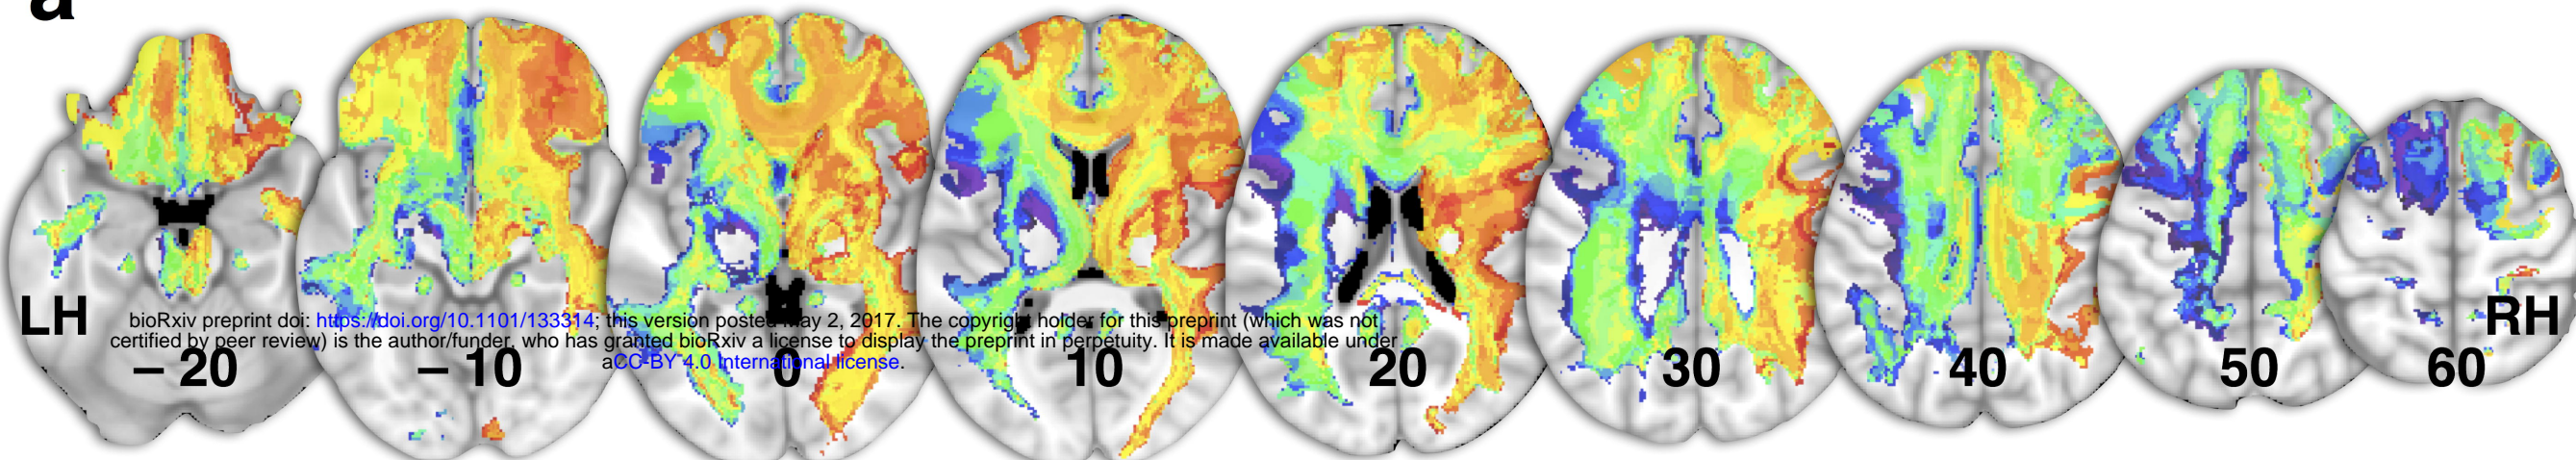 a
LH
RH
bioRxiv preprint doi: https://doi.org/10.1101/133314; this version posted May 2, 2017. The copyright holder for this preprint (which was not
certified by peer review) is the author/funder, who has granted bioRxiv a license to display the preprint in perpetuity. It is made available under
aCC-BY 4.0 International license.
– 20 – 10 0 10 20 30 40 50 60